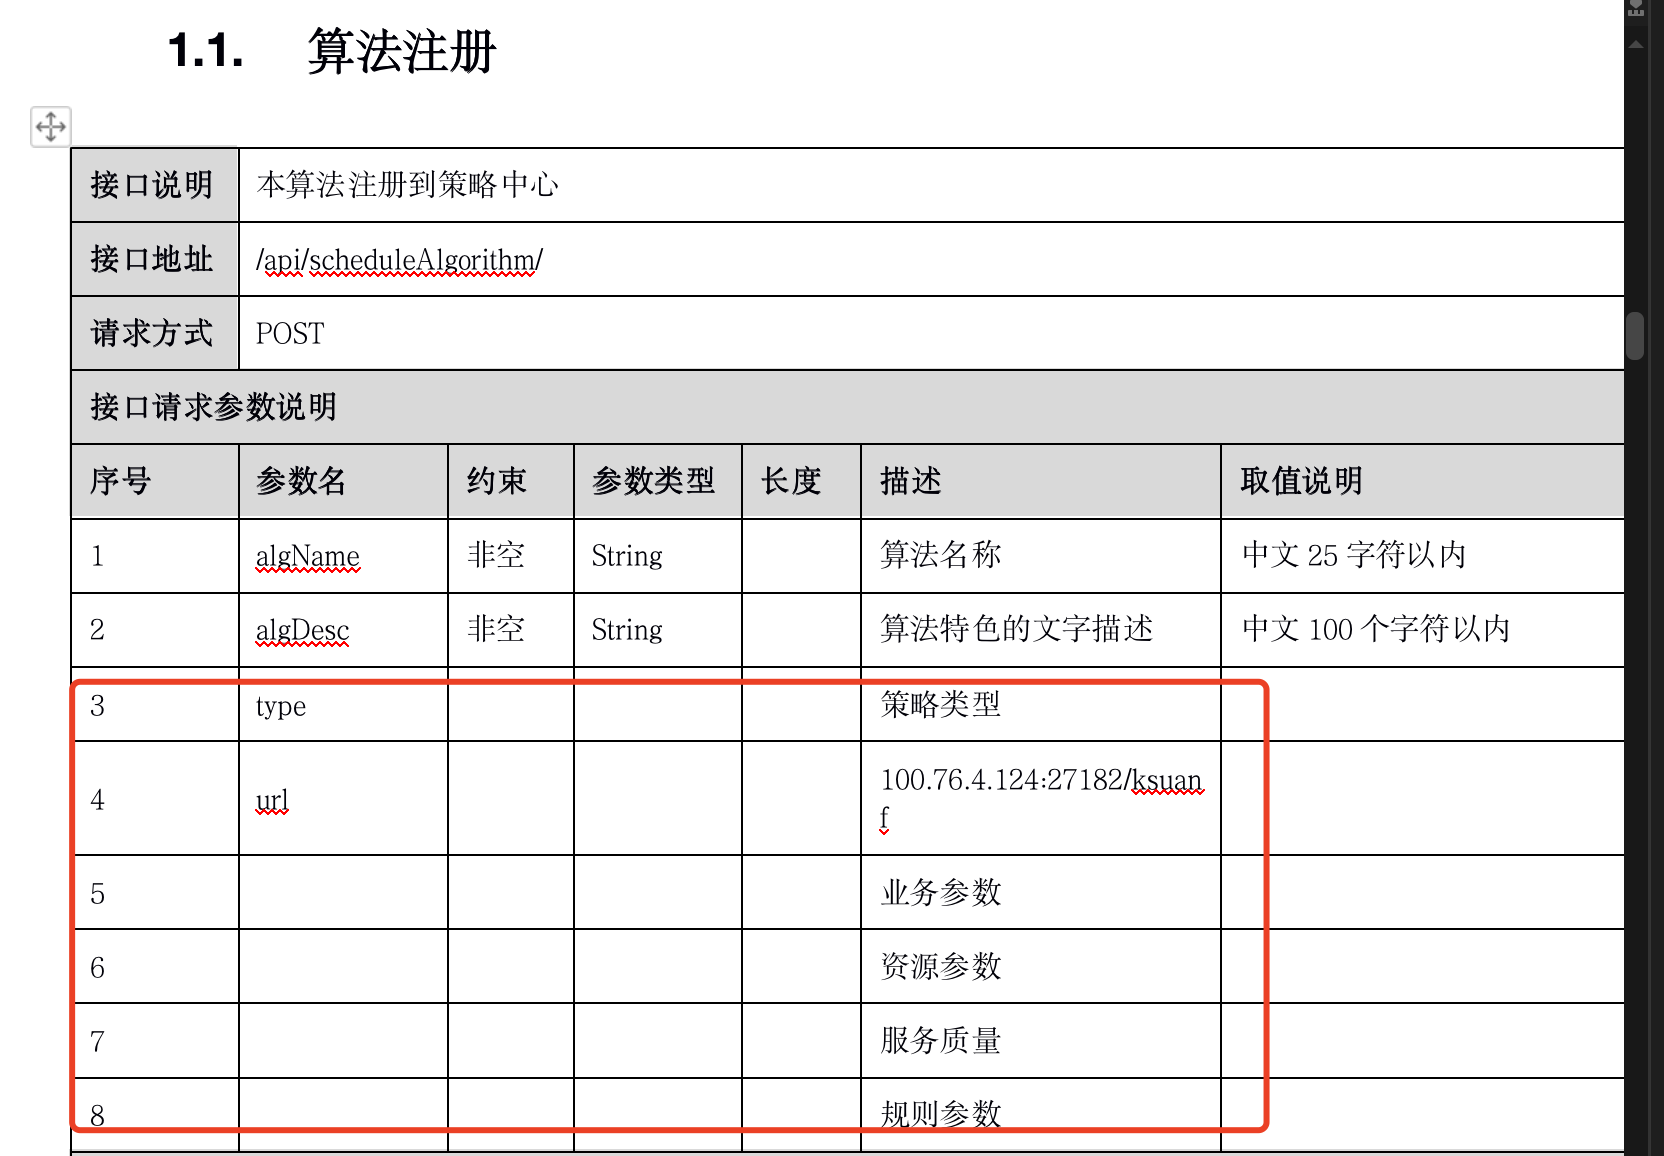 1.1. 算法注册
接口说明 本算法注册到策略中心
接口地址 /api/scheduleAlgorithm/
请求方式 POST
接口请求参数说明
序号 参数名 约束 参数类型 长度 描述 取值说明
1 algName 非空 String 算法名称 中文 25 字符以内
2 algDesc 非空 String 算法特色的文字描述 中文 100 个字符以内
3 type 策略类型
4 url 100.76.4.124:27182/ksuan
f
5 业务参数
6 资源参数
7 服务质量
8 规则参数